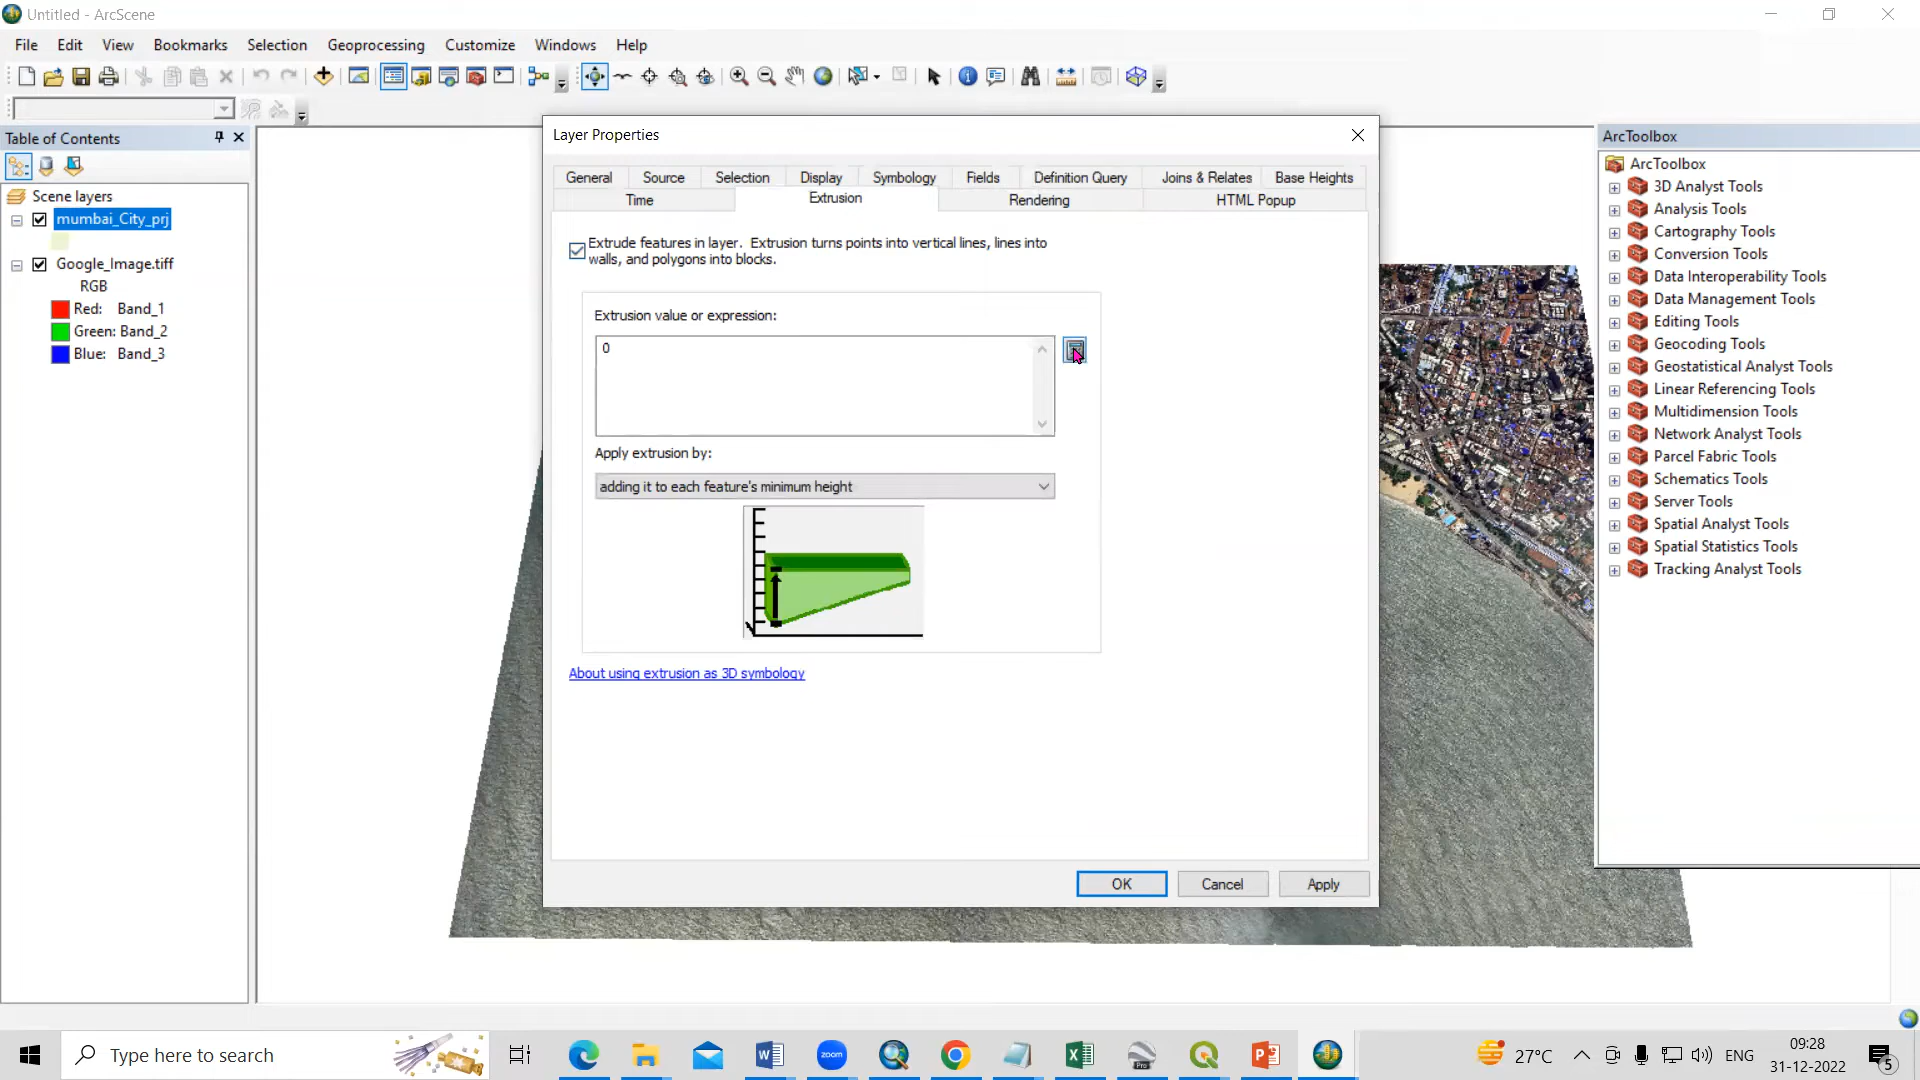 Untitled - ArcScene
File Edit View Bookmarks Selection Geoprocessing Customize Windows Help
Table of Contents
Scene layers
mumbai_City_prj
Google_Image.tiff
RGB
Red: Band_1
Green: Band_2
Blue: Band_3
Layer Properties
General Source Selection Display Symbology Fields Definition Query Joins & Relates Base Heights
Time Extrusion Rendering HTML Popup
Extrude features in layer. Extrusion turns points into vertical lines, lines into
walls, and polygons into blocks.
Extrusion value or expression:
0
Apply extrusion by:
adding it to each feature's minimum height
About using extrusion as 3D symbology
OK Cancel Apply
ArcToolbox
ArcToolbox
3D Analyst Tools
Analysis Tools
Cartography Tools
Conversion Tools
Data Interoperability Tools
Data Management Tools
Editing Tools
Geocoding Tools
Geostatistical Analyst Tools
Linear Referencing Tools
Multidimension Tools
Network Analyst Tools
Parcel Fabric Tools
Schematics Tools
Server Tools
Spatial Analyst Tools
Spatial Statistics Tools
Tracking Analyst Tools
Type here to search
zoom
Pro
27°C
ENG
09:28
31-12-2022
5